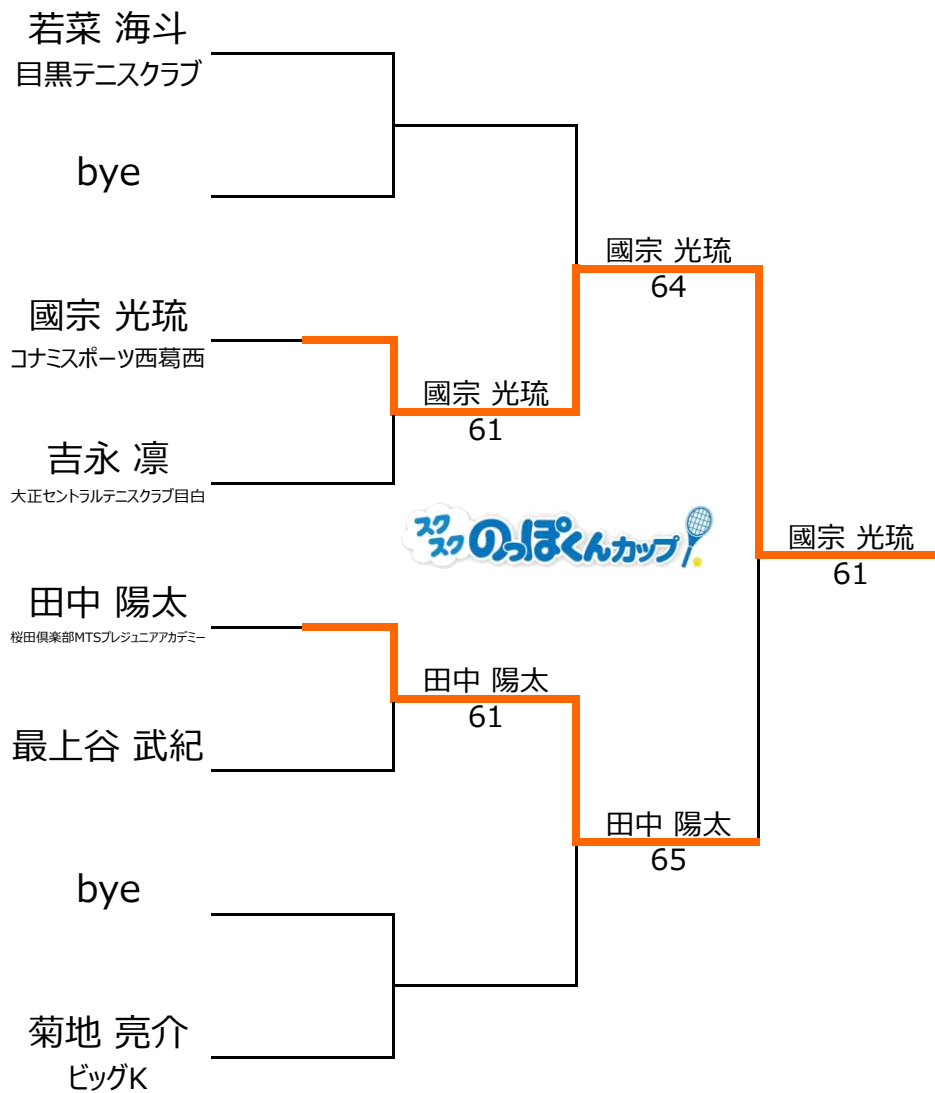 若菜 海斗
目黒テニスクラブ
bye
國宗 光琉
64
國宗 光琉
コナミスポーツ西葛西
國宗 光琉
61
吉永 凛
大正セントラルテニスクラブ目白
スクスク のっぽくんカップ
國宗 光琉
61
田中 陽太
桜田倶楽部MTSプレジュニアアカデミー
田中 陽太
61
最上谷 武紀
田中 陽太
65
bye
菊地 亮介
ビッグK